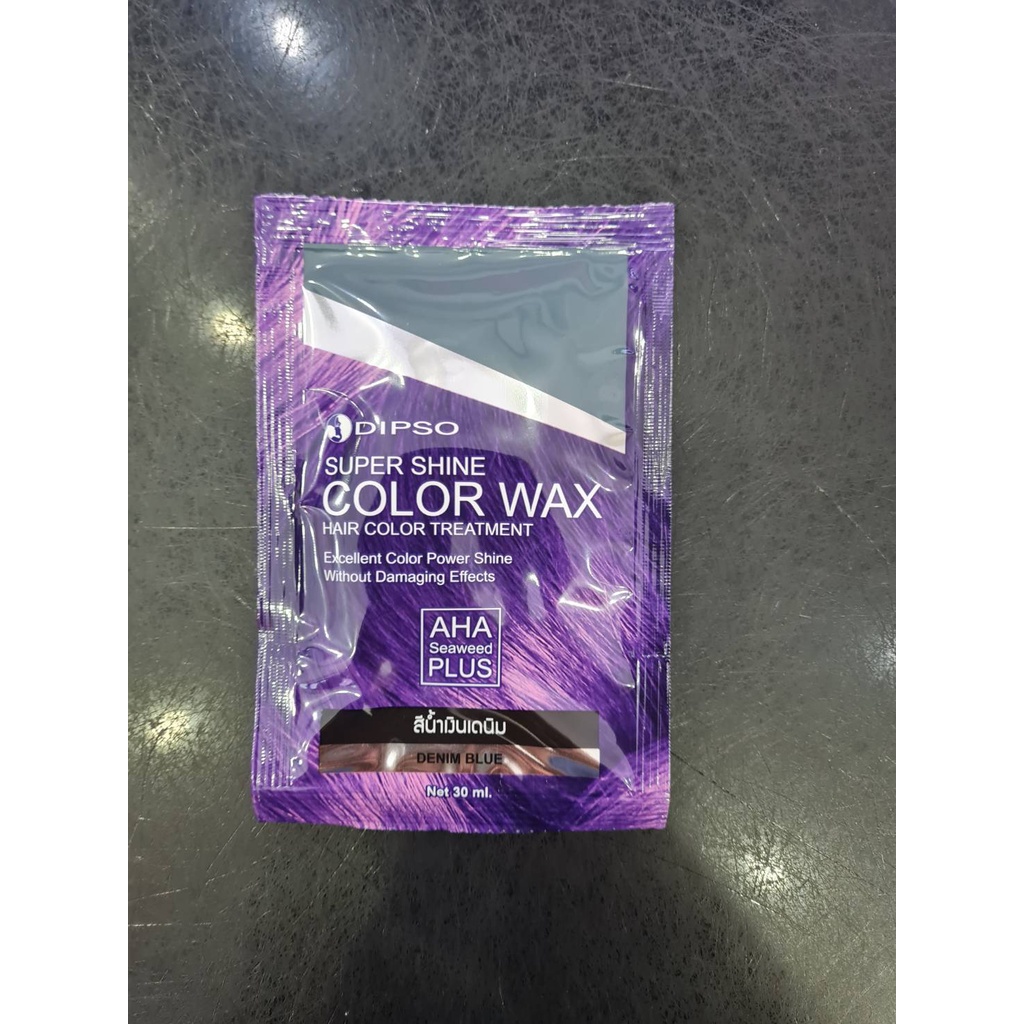 DIPSO
SUPER SHINE
COLOR WAX
HAIR COLOR TREATMENT
Excellent Color Power Shine
Without Damaging Effects
AHA
Seaweed
PLUS
สีน้ำเงินเดนิม
DENIM BLUE
Net 30 ml.